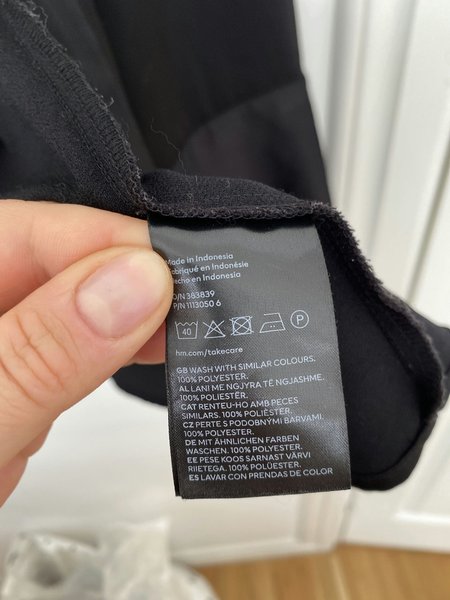 Made in Indonesia
Fabriqué en Indonésie
Hecho en Indonesia
O/N 383839
P/N 1113050 6
40
P
hm.com/takecare
GB WASH WITH SIMILAR COLOURS.
100% POLYESTER.
AL LANI ME NGJYRA TË NGJASHME.
100% POLIESTËR.
CAT RENTEU-HO AMB PECES
SIMILARS. 100% POLIÈSTER.
CZ PERTE S PODOBNÝMI BARVAMI.
100% POLYESTER.
DE MIT ÄHNLICHEN FARBEN
WASCHEN. 100% POLYESTER.
EE PESE KOOS SARNAST VÄRVI
RIIETEGA. 100% POLÜESTER.
ES LAVAR CON PRENDAS DE COLOR